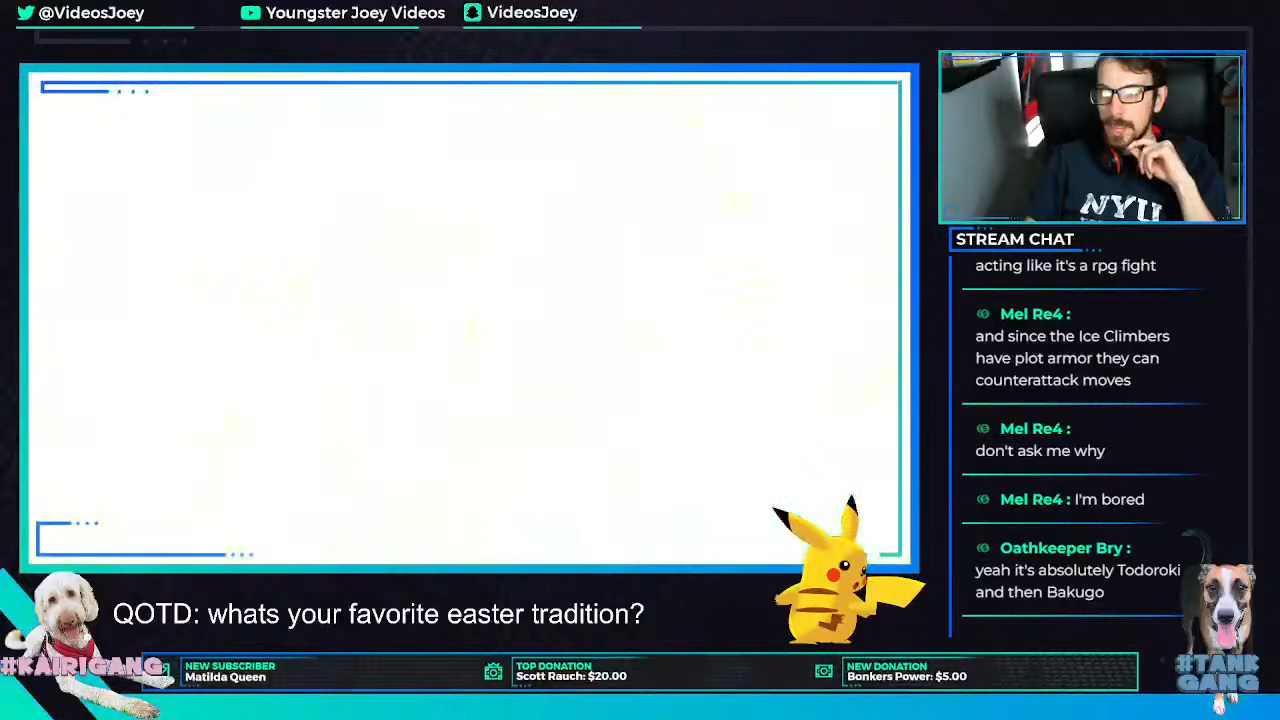 @VideosJoey
Youngster Joey Videos
VideosJoey
NYU
STREAM CHAT
acting like it's a rpg fight
Mel Re4 :
and since the Ice Climbers
have plot armor they can
counterattack moves
Mel Re4 :
don't ask me why
Mel Re4 : I'm bored
Oathkeeper Bry :
yeah it's absolutely Todoroki
and then Bakugo
QOTD: whats your favorite easter tradition?
#KAIRIGANG
NEW SUBSCRIBER
Matilda Queen
TOP DONATION
Scott Rauch: $20.00
NEW DONATION
Bonkers Power: $5.00
#TANK
GANG